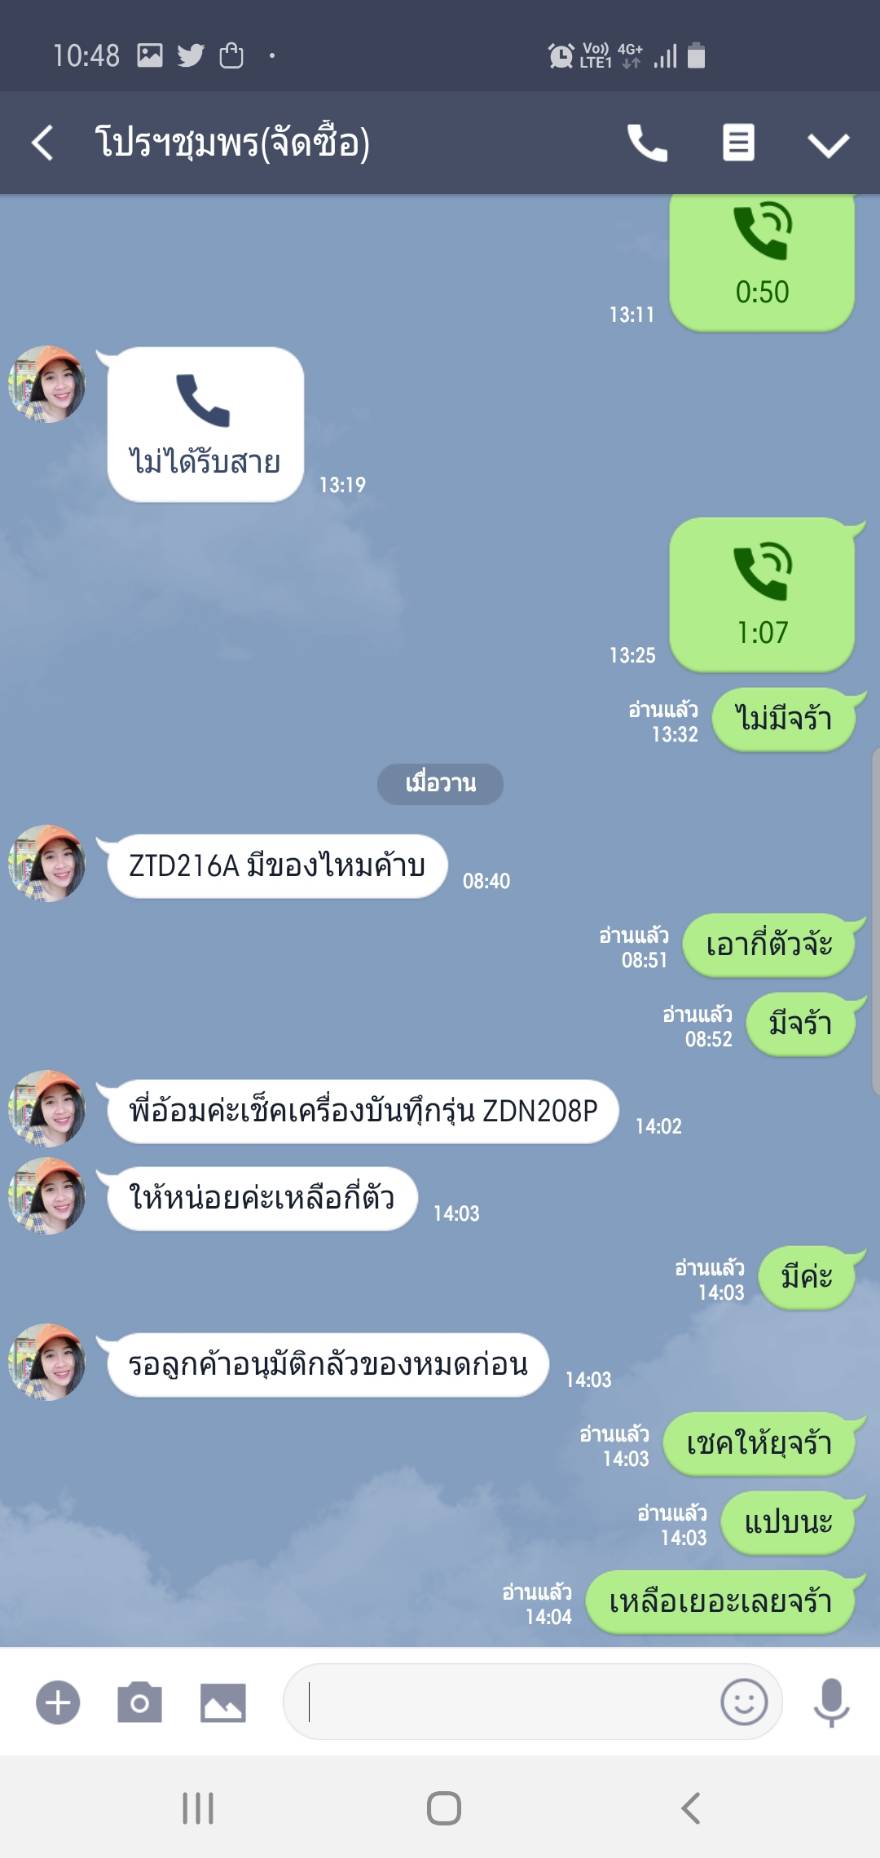 10:48
Vo)) 4G+
LTE1
โปรฯชุมพร(จัดซื้อ)
0:50
13:11
ไม่ได้รับสาย
13:19
1:07
13:25
อ่านแล้ว
13:32
ไม่มีจร้า
เมื่อวาน
ZTD216A มีของไหมค้าบ
08:40
อ่านแล้ว
08:51
เอากี่ตัวจ้ะ
อ่านแล้ว
08:52
มีจร้า
พี่อ้อมค่ะเช็คเครื่องบันทึกรุ่น ZDN208P
14:02
ให้หน่อยค่ะเหลือกี่ตัว
14:03
อ่านแล้ว
14:03
มีค่ะ
รอลูกค้าอนุมัติกลัวของหมดก่อน
14:03
อ่านแล้ว
14:03
เชคให้ยุจร้า
อ่านแล้ว
14:03
แปบนะ
อ่านแล้ว
14:04
เหลือเยอะเลยจร้า